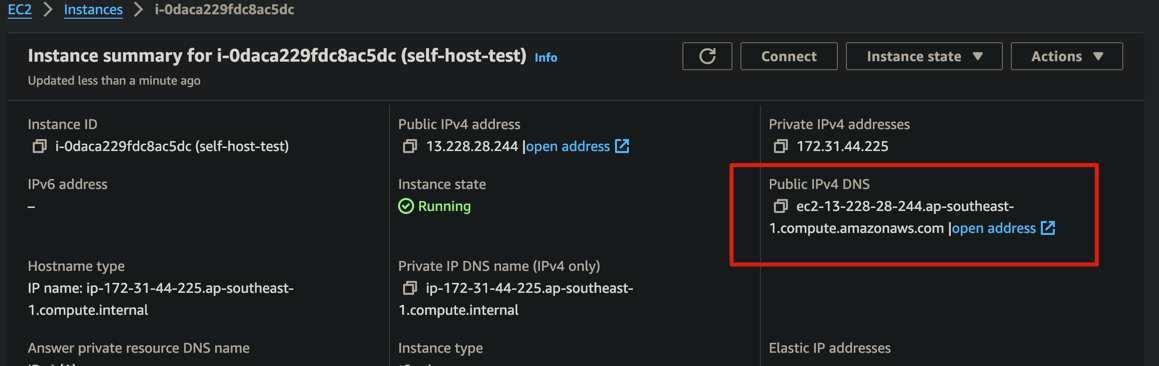 EC2 > Instances > i-0daca229fdc8ac5dc
Instance summary for i-0daca229fdc8ac5dc (self-host-test) Info
Connect
Instance state
Actions
Updated less than a minute ago
Instance ID
i-0daca229fdc8ac5dc (self-host-test)
Public IPv4 address
13.228.28.244 |open address
Private IPv4 addresses
172.31.44.225
IPv6 address
–
Instance state
Running
Public IPv4 DNS
ec2-13-228-28-244.ap-southeast-
1.compute.amazonaws.com |open address
Hostname type
IP name: ip-172-31-44-225.ap-southeast-
1.compute.internal
Private IP DNS name (IPv4 only)
ip-172-31-44-225.ap-southeast-
1.compute.internal
Answer private resource DNS name
Instance type
Elastic IP addresses